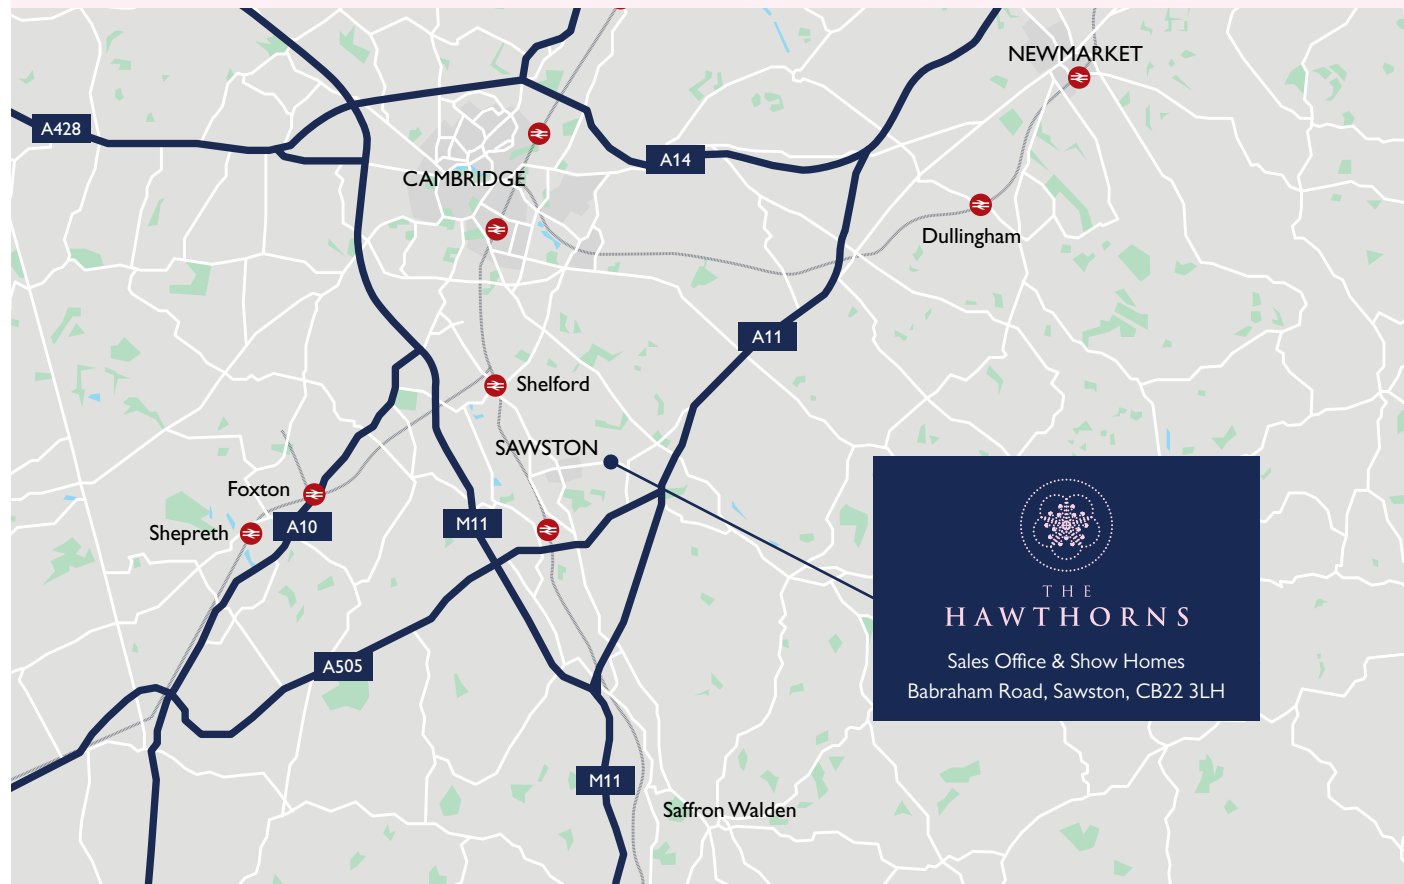 NEWMARKET
A428
A14
CAMBRIDGE
Dullingham
A11
Shelford
SAWSTON
Foxton
Shepreth
A10
M11
THE
HAWTHORNS
Sales Office & Show Homes
Babraham Road, Sawston, CB22 3LH
A505
M11
Saffron Walden